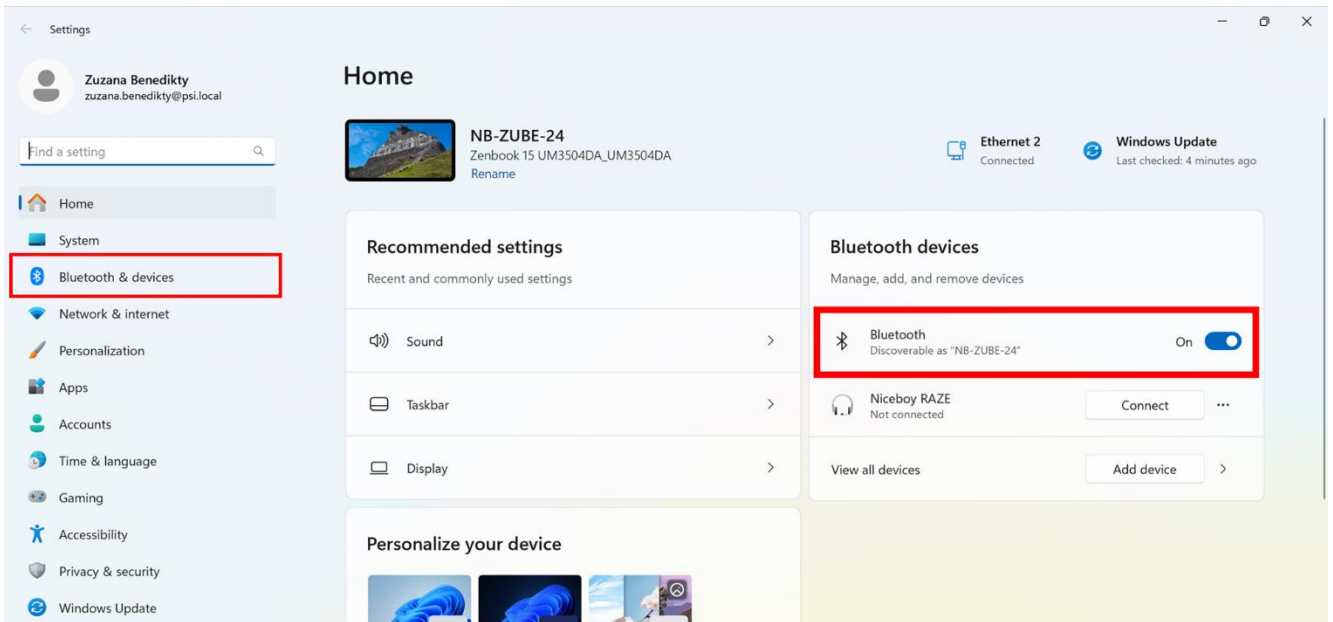 Settings
Zuzana Benedikty
zuzana.benedikty@psi.local
Find a setting
Home
System
Bluetooth & devices
Network & internet
Personalization
Apps
Accounts
Time & language
Gaming
Accessibility
Privacy & security
Windows Update
Home
NB-ZUBE-24
Zenbook 15 UM3504DA_UM3504DA
Rename
Ethernet 2
Connected
Windows Update
Last checked: 4 minutes ago
Recommended settings
Recent and commonly used settings
Sound
Taskbar
Display
Personalize your device
Bluetooth devices
Manage, add, and remove devices
Bluetooth
Discoverable as "NB-ZUBE-24"
On
Niceboy RAZE
Not connected
Connect
View all devices
Add device